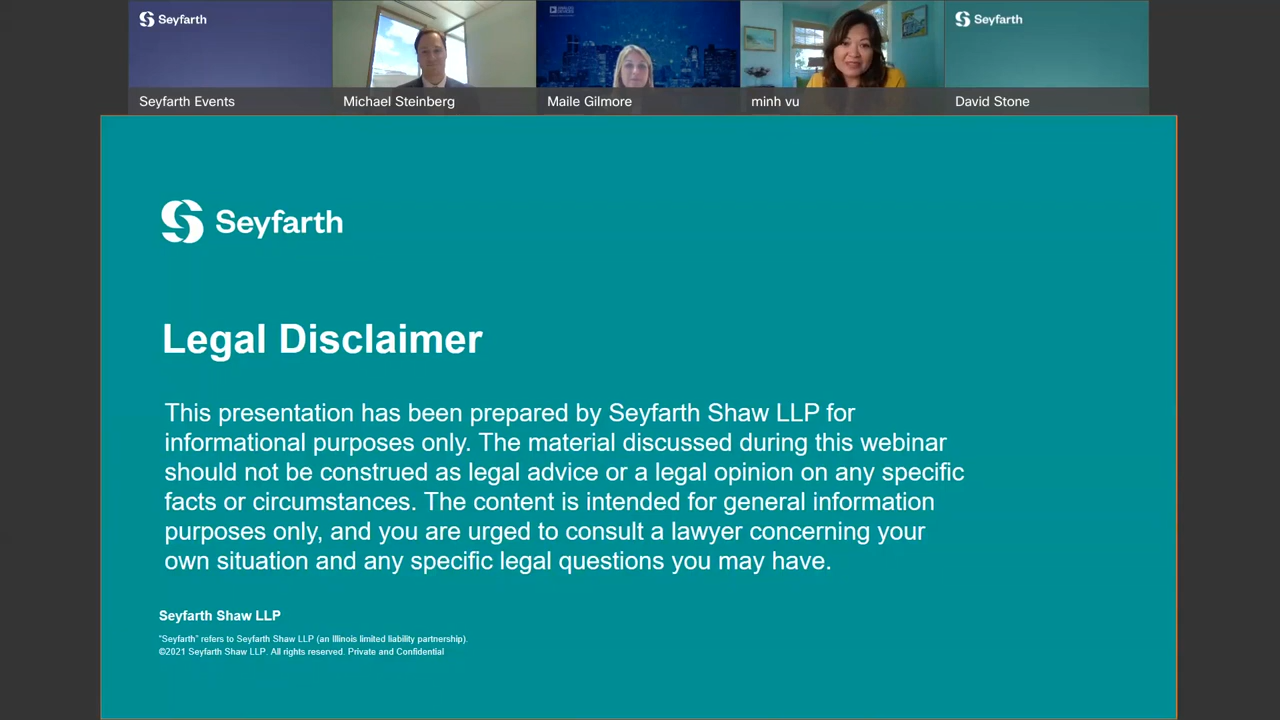 Seyfarth
Seyfarth
Seyfarth Events
Michael Steinberg
Maile Gilmore
minh vu
David Stone
Seyfarth
Legal Disclaimer
This presentation has been prepared by Seyfarth Shaw LLP for
informational purposes only. The material discussed during this webinar
should not be construed as legal advice or a legal opinion on any specific
facts or circumstances. The content is intended for general information
purposes only, and you are urged to consult a lawyer concerning your
own situation and any specific legal questions you may have.
Seyfarth Shaw LLP
"Seyfarth" refers to Seyfarth Shaw LLP (an Illinois limited liability partnership).
©2021 Seyfarth Shaw LLP. All rights reserved. Private and Confidential